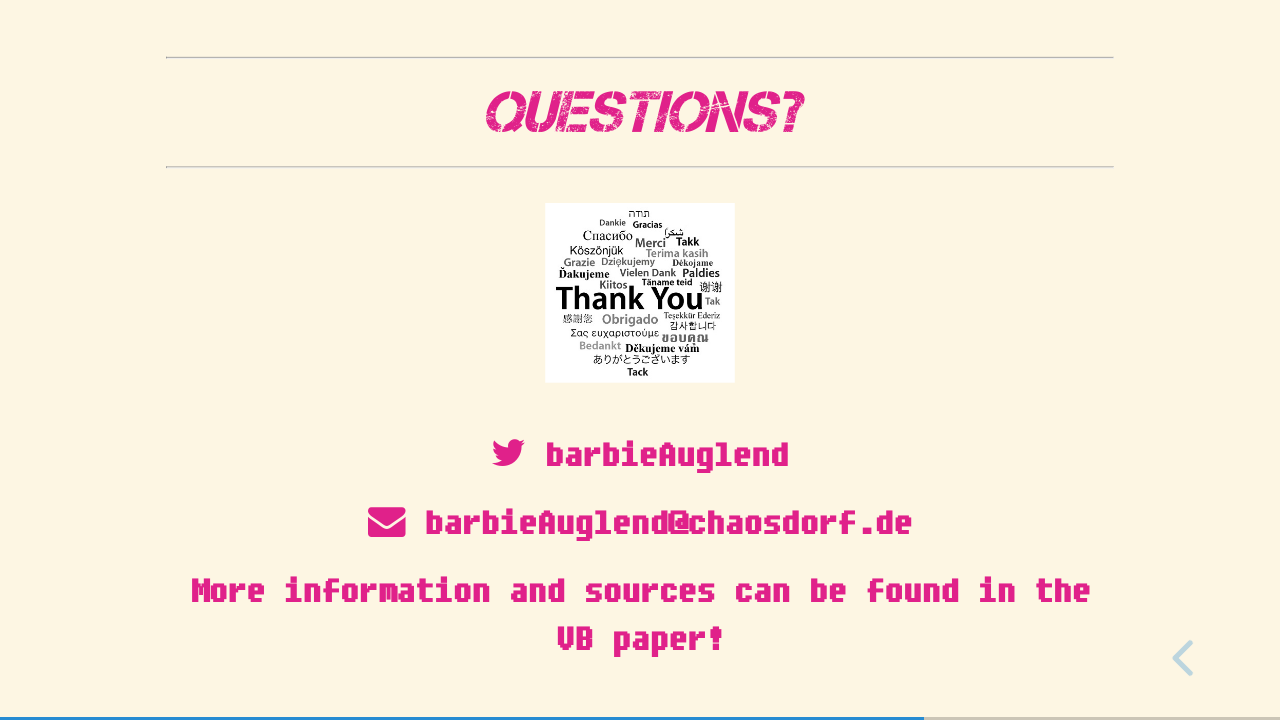 QUESTIONS?
תודה
Dankie Gracias
Спасибо شكراً
Merci Takk
Köszönjük Terima kasih
Grazie Dziękujemy Dėkojame
Ďakujeme Vielen Dank Paldies
Kiitos Täname teid 谢谢
Thank You Tak
感謝您 Obrigado Teşekkür Ederiz
감사합니다
Σας ευχαριστούμε ขอบคุณ
Bedankt Děkujeme vám
ありがとうございます
Tack
barbieAuglend
barbieAuglend@chaosdorf.de
More information and sources can be found in the
VB paper!